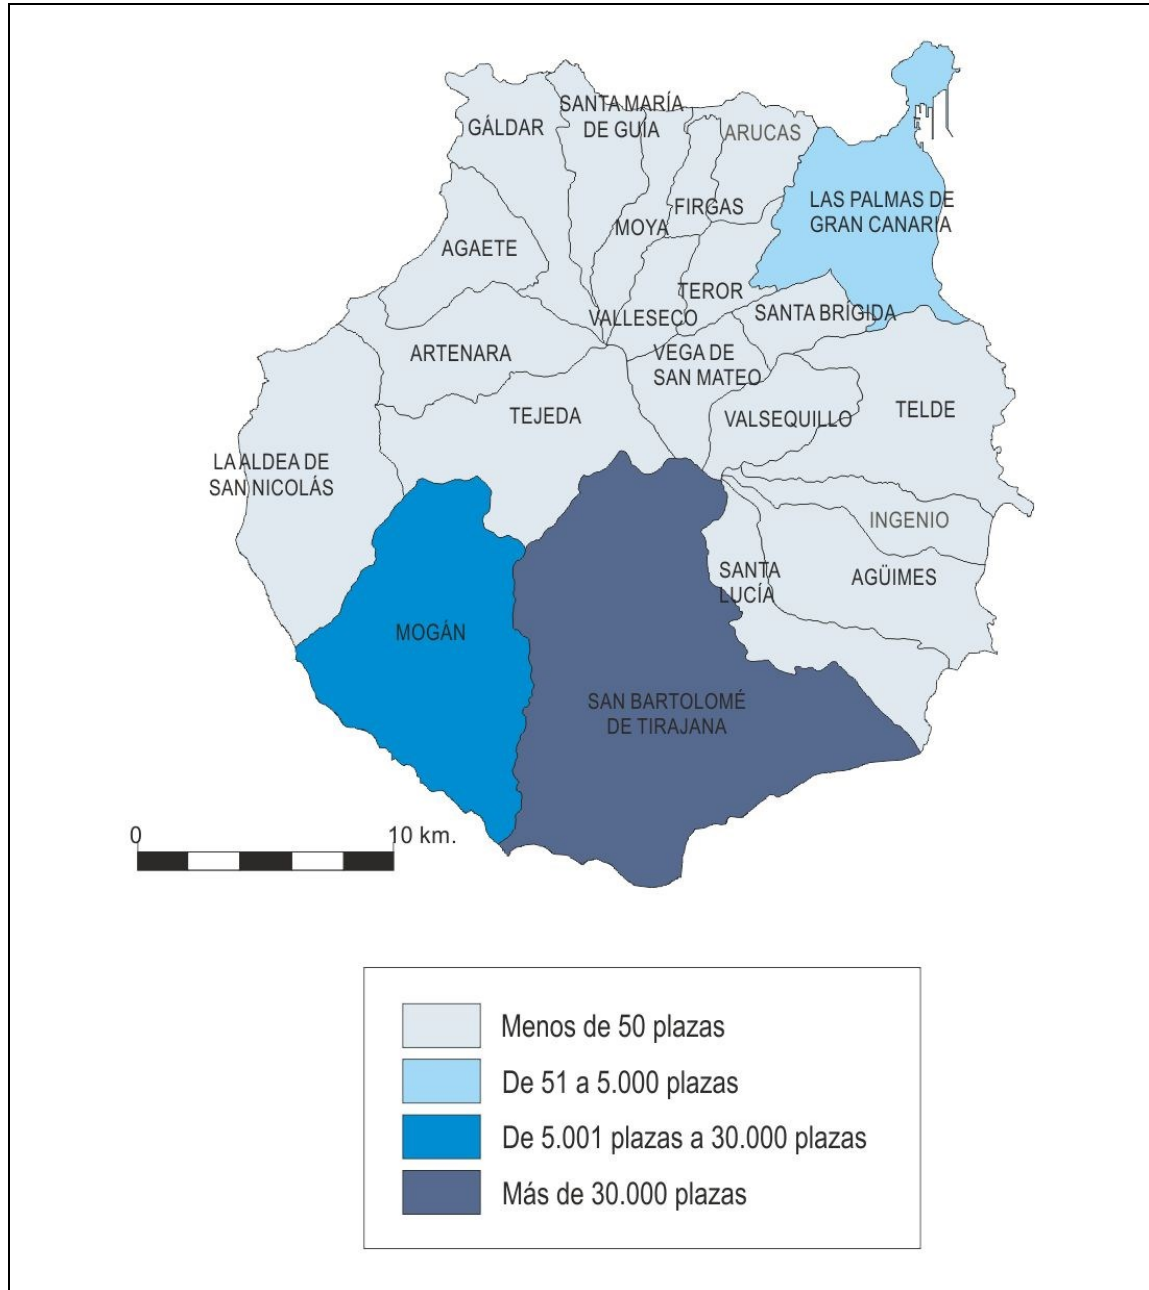 SANTA MARÍA
DE GUÍA
GÁLDAR
ARUCAS
LAS PALMAS DE
GRAN CANARIA
FIRGAS
MOYA
AGAETE
TEROR
VALLESECO
SANTA BRÍGIDA
ARTENARA
VEGA DE
SAN MATEO
TEJEDA
VALSEQUILLO
TELDE
LA ALDEA DE
SAN NICOLÁS
INGENIO
SANTA
LUCÍA
AGÜIMES
MOGÁN
SAN BARTOLOMÉ
DE TIRAJANA
0 10 km.
Menos de 50 plazas
De 51 a 5.000 plazas
De 5.001 plazas a 30.000 plazas
Más de 30.000 plazas